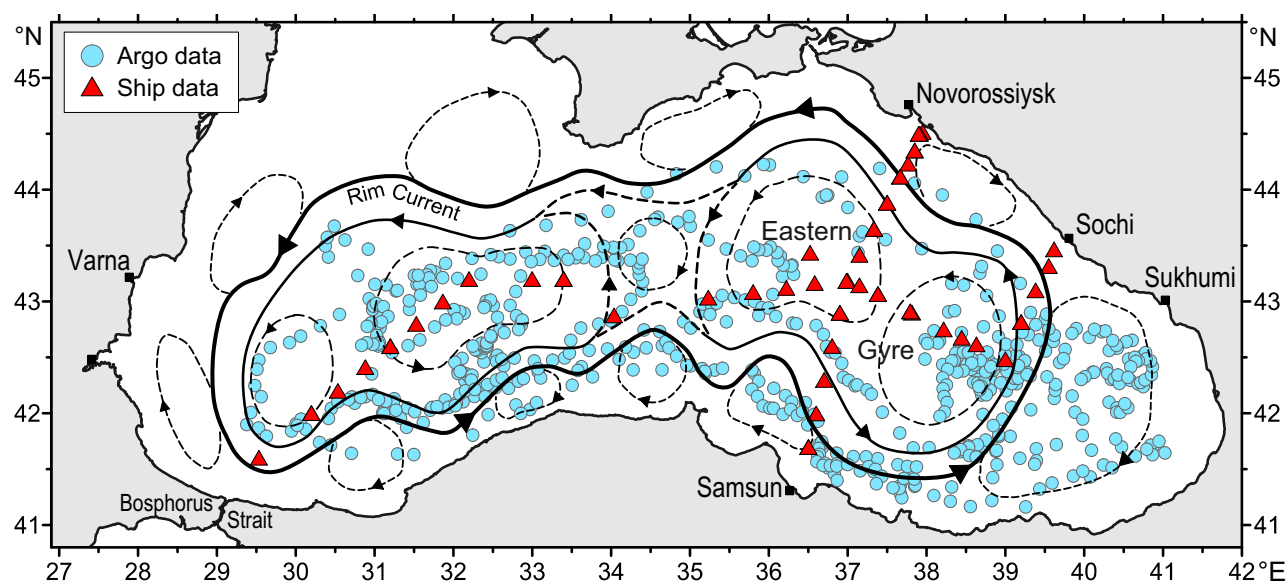 °N
°N
Argo data
Ship data
45
45
Novorossiysk
44
44
Rim Current
Eastern
Sochi
Varna
Sukhumi
43
43
Gyre
42
42
Samsun
Bosphorus
Strait
41
41
27 28 29 30 31 32 33 34 35 36 37 38 39 40 41 °E 42